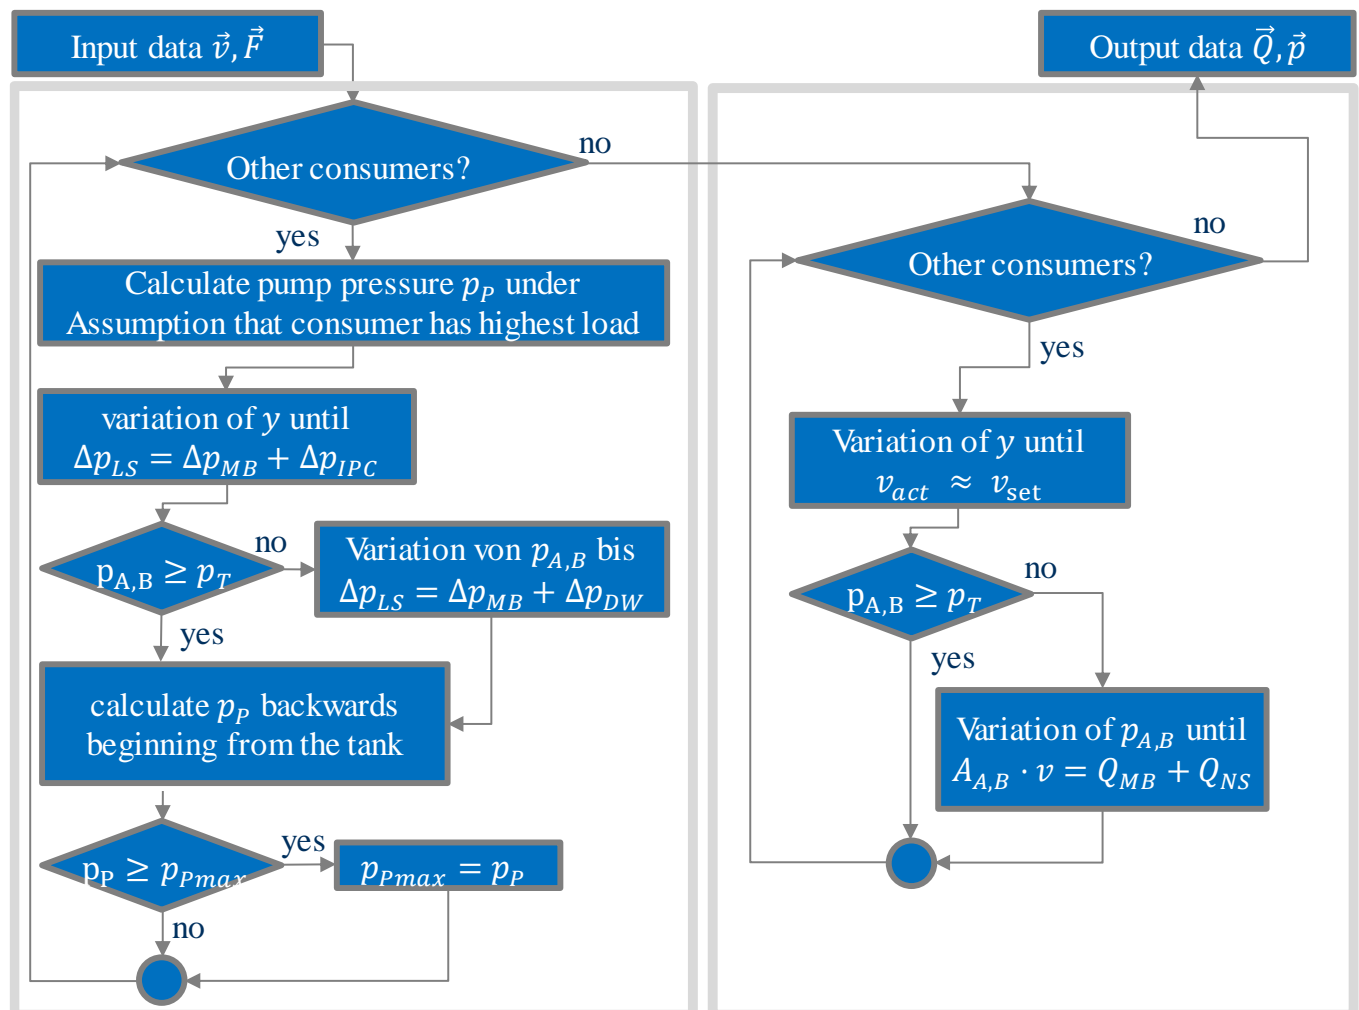 Input data v⃗, F⃗
Other consumers?
no
yes
Calculate pump pressure p_P under
Assumption that consumer has highest load
variation of y until
Δp_LS = Δp_MB + Δp_IPC
p_A,B ≥ p_T
no
Variation von p_A,B bis
Δp_LS = Δp_MB + Δp_DW
yes
calculate p_P backwards
beginning from the tank
p_P ≥ p_Pmax
yes
p_Pmax = p_P
no
Output data Q⃗, p⃗
Other consumers?
no
yes
Variation of y until
v_act ≈ v_set
p_A,B ≥ p_T
no
yes
Variation of p_A,B until
A_A,B · v = Q_MB + Q_NS